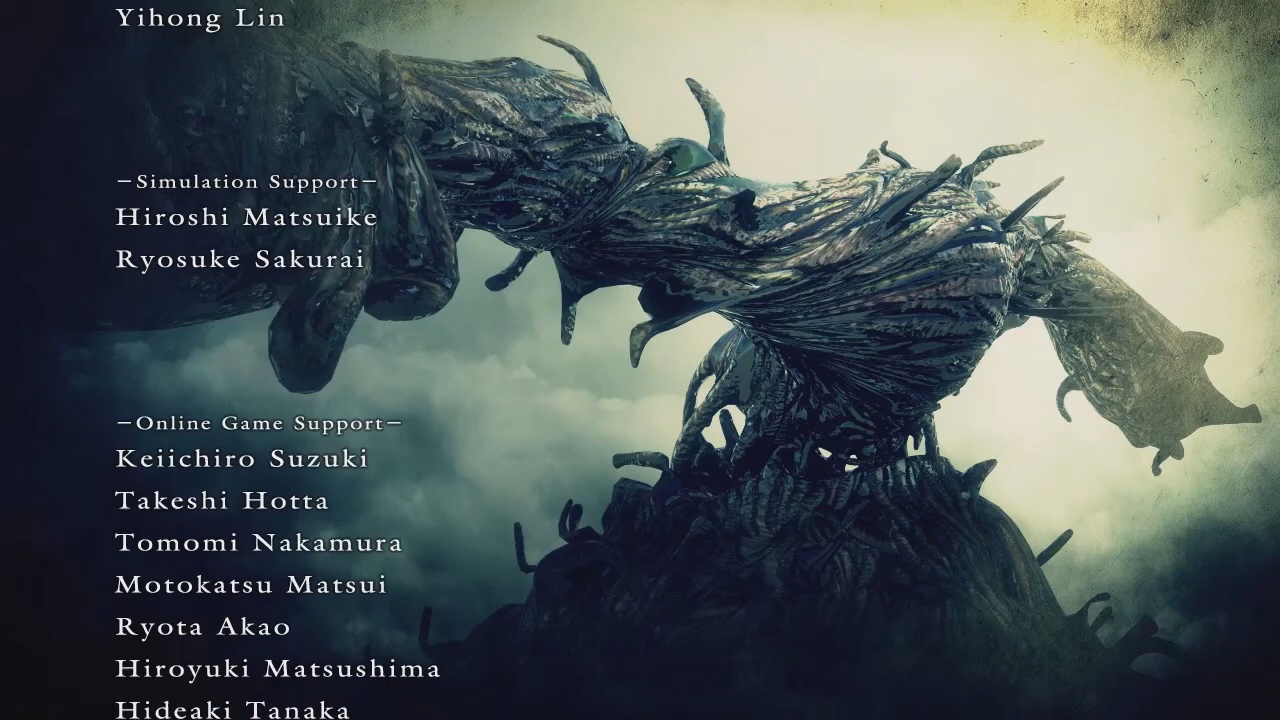 Yihong Lin
—Simulation Support—
Hiroshi Matsuike
Ryosuke Sakurai
—Online Game Support—
Keiichiro Suzuki
Takeshi Hotta
Tomomi Nakamura
Motokatsu Matsui
Ryota Akao
Hiroyuki Matsushima
Hideaki Tanaka